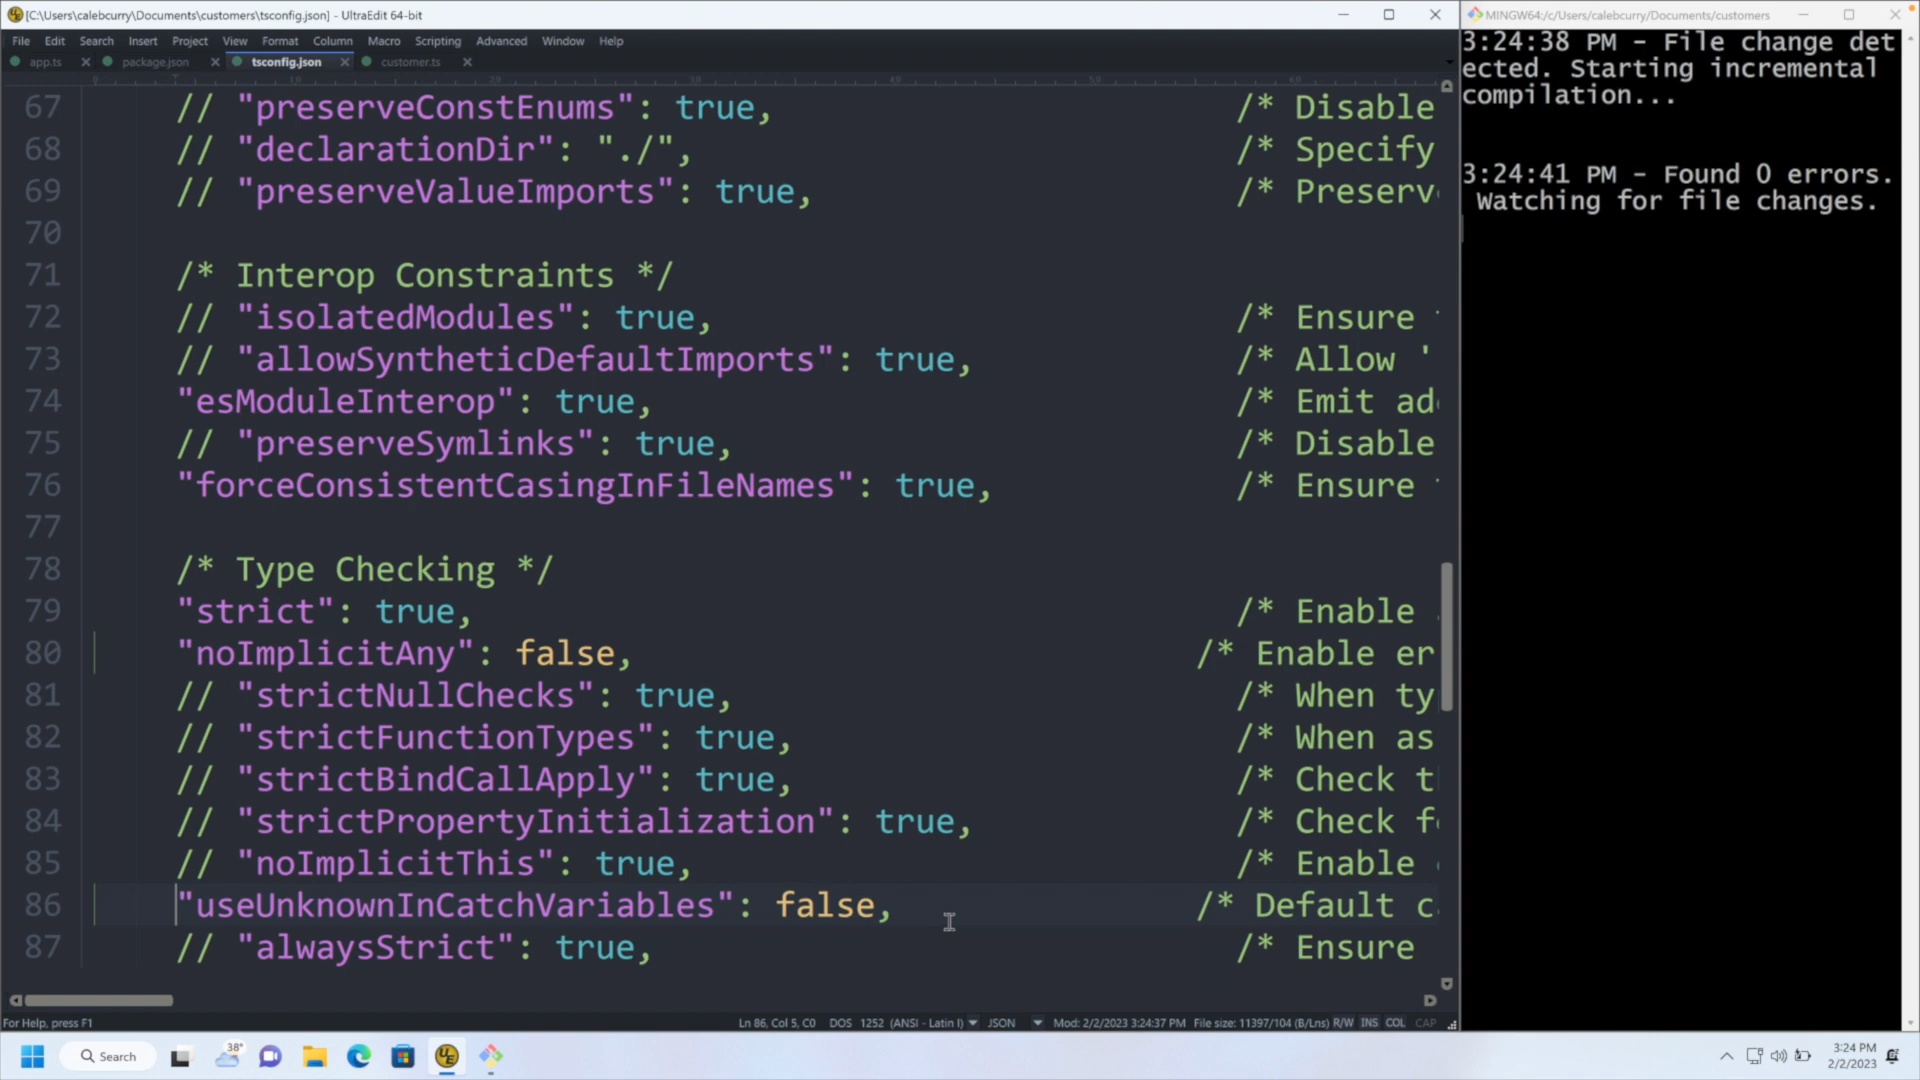 [C:\Users\calebcurry\Documents\customers\tsconfig.json] - UltraEdit 64-bit
File Edit Search Insert Project View Format Column Macro Scripting Advanced Window Help
app.ts package.json tsconfig.json customer.ts
67 // "preserveConstEnums": true, /* Disable
68 // "declarationDir": "./", /* Specify
69 // "preserveValueImports": true, /* Preserv
70
71 /* Interop Constraints */
72 // "isolatedModules": true, /* Ensure
73 // "allowSyntheticDefaultImports": true, /* Allow '
74 "esModuleInterop": true, /* Emit ad
75 // "preserveSymlinks": true, /* Disable
76 "forceConsistentCasingInFileNames": true, /* Ensure
77
78 /* Type Checking */
79 "strict": true, /* Enable
80 "noImplicitAny": false, /* Enable er
81 // "strictNullChecks": true, /* When ty
82 // "strictFunctionTypes": true, /* When as
83 // "strictBindCallApply": true, /* Check t
84 // "strictPropertyInitialization": true, /* Check f
85 // "noImplicitThis": true, /* Enable
86 "useUnknownInCatchVariables": false, /* Default c
87 // "alwaysStrict": true, /* Ensure
For Help, press F1 Ln 86, Col 5, C0 DOS 1252 (ANSI - Latin I) JSON Mod: 2/2/2023 3:24:37 PM File size: 11397/104 (B/Lns) R/W INS COL CAP
MINGW64:/c/Users/calebcurry/Documents/customers
3:24:38 PM - File change det
ected. Starting incremental
compilation...
3:24:41 PM - Found 0 errors.
Watching for file changes.
Search 38°
3:24 PM
2/2/2023